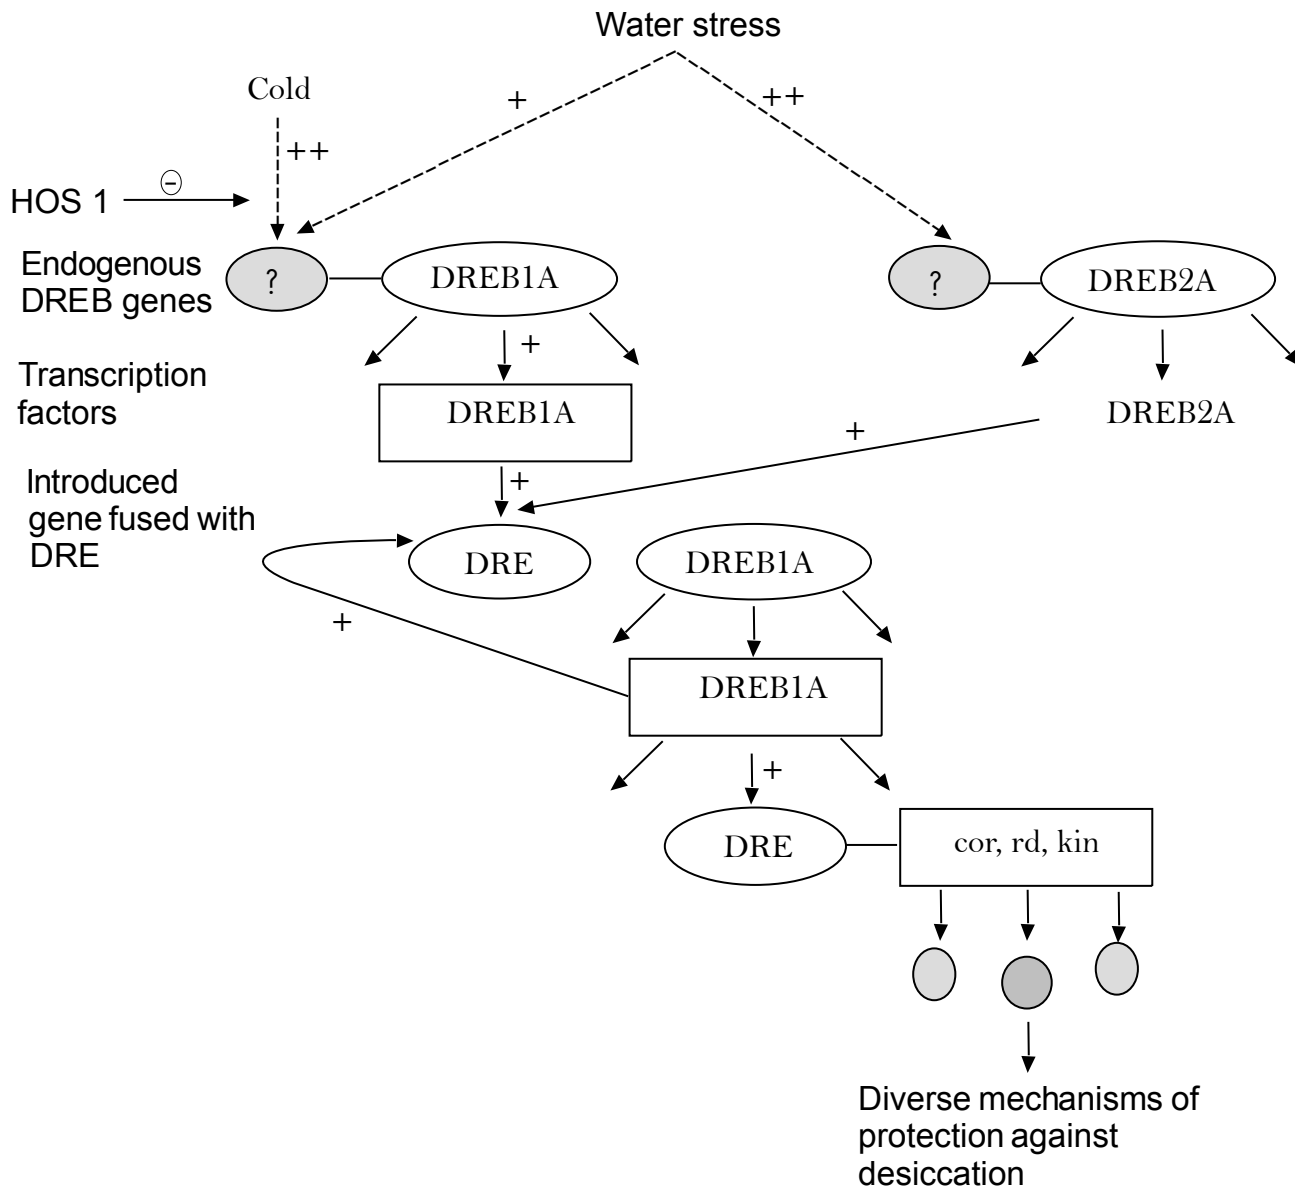 Water stress
Cold
+
++
++
HOS 1
-
Endogenous
DREB genes
?
DREB1A
?
DREB2A
+
Transcription
factors
DREB1A
DREB2A
+
Introduced
gene fused with
DRE
+
DRE
DREB1A
+
DREB1A
+
DRE
cor, rd, kin
Diverse mechanisms of
protection against
desiccation